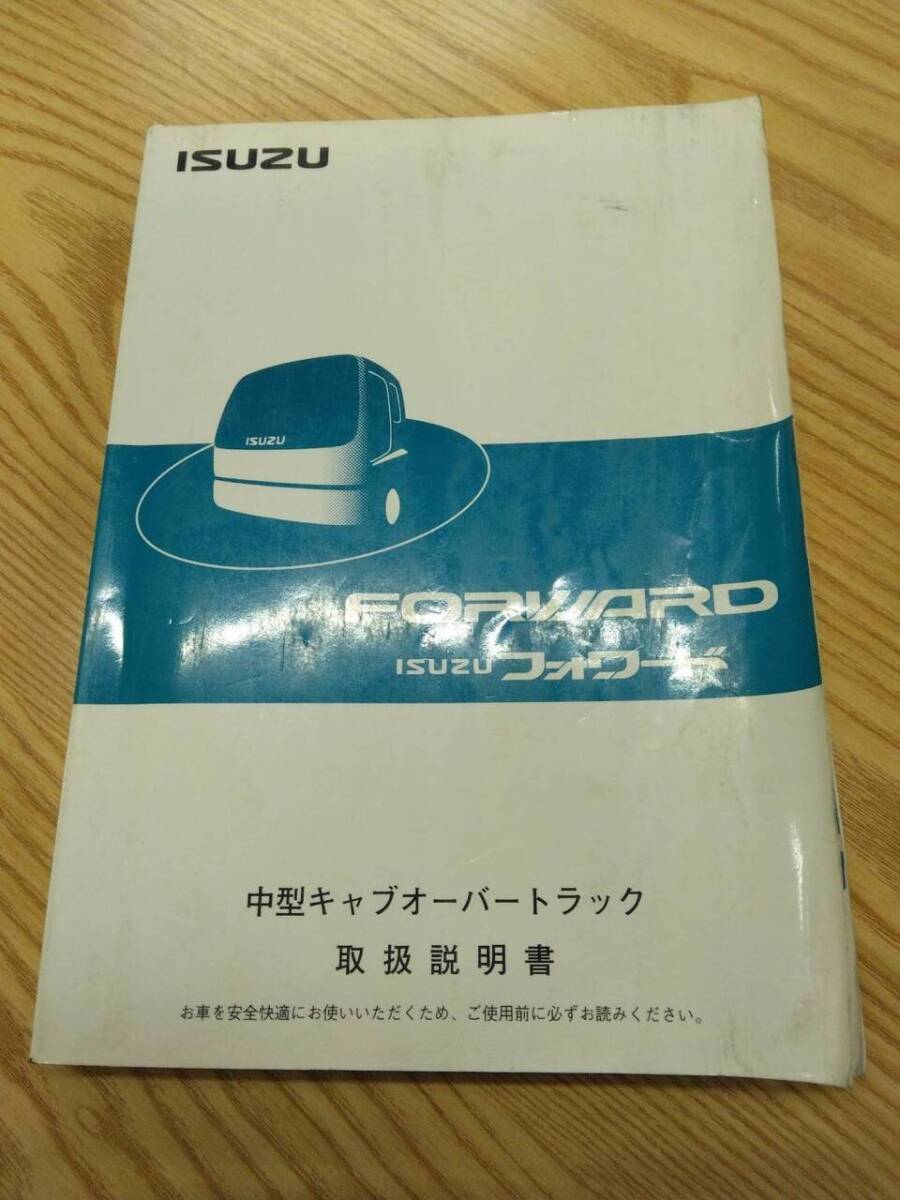 ISUZU
ISUZU
FORWARD
ISUZU フォワード
中型キャブオーバートラック
取扱説明書
お車を安全快適にお使いいただくため、ご使用前に必ずお読みください。